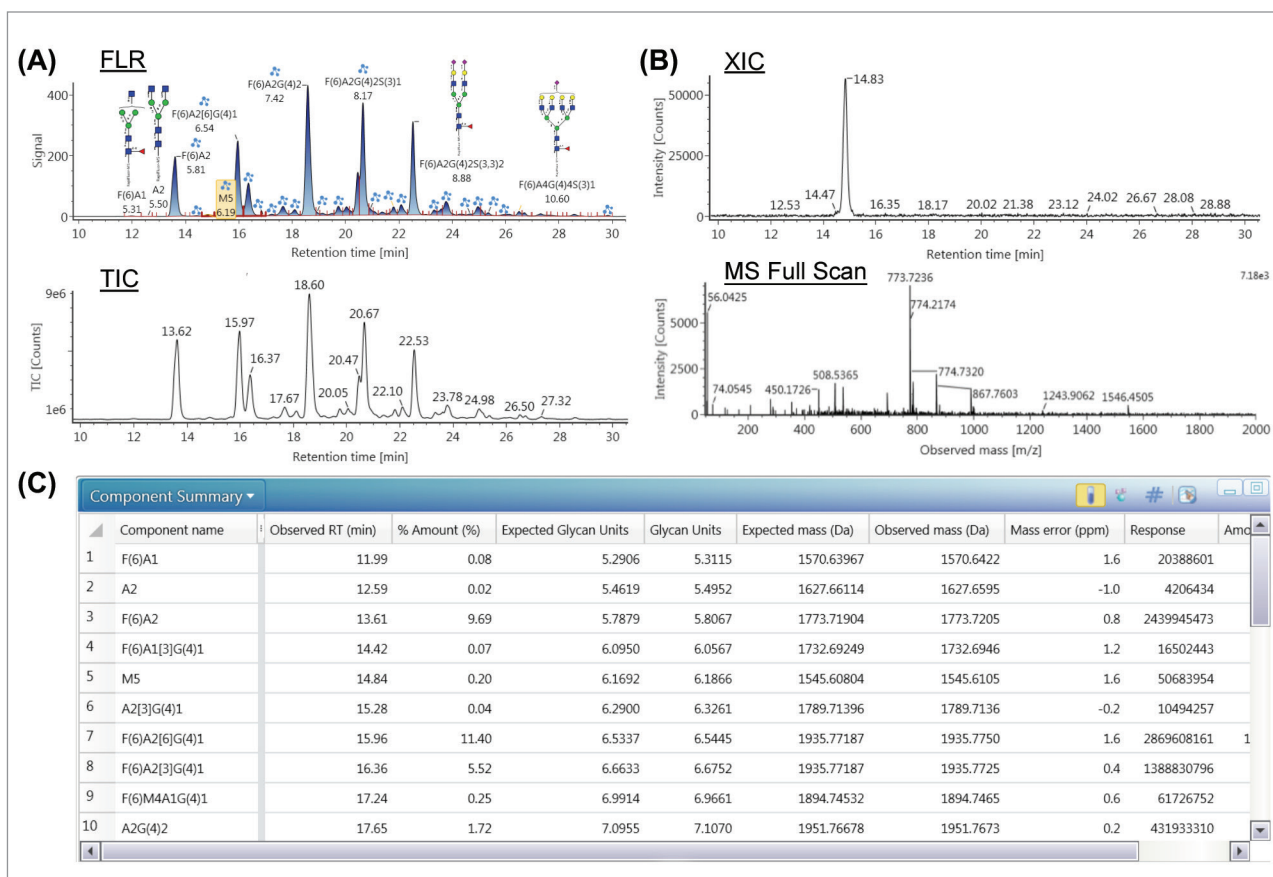 (A)
FLR
400
200
0
Signal
F(6)A1
5.31
A2
5.50
F(6)A2
5.81
F(6)A2[6]G(4)1
6.54
M5
6.19
F(6)A2G(4)2
7.42
F(6)A2G(4)2S(3)1
8.17
F(6)A2G(4)2S(3,3)2
8.88
F(6)A4G(4)4S(3)1
10.60
10 12 14 16 18 20 22 24 26 28 30
Retention time [min]
TIC
9e6
1e6
TIC [Counts]
13.62
15.97
16.37
17.67
18.60
20.05
20.47
20.67
22.10
22.53
23.78
24.98
26.50
27.32
10 12 14 16 18 20 22 24 26 28 30
Retention time [min]
(B)
XIC
50000
25000
0
Intensity [Counts]
12.53
14.47
14.83
16.35
18.17
20.02
21.38
23.12
24.02
26.67
28.08
28.88
10 12 14 16 18 20 22 24 26 28 30
Retention time [min]
MS Full Scan
7.18e3
5000
2500
0
Intensity [Counts]
56.0425
74.0545
450.1726
508.5365
773.7236
774.2174
774.7320
867.7603
1243.9062
1546.4505
200 400 600 800 1000 1200 1400 1600 1800 2000
Observed mass [m/z]
(C)
Component Summary
Component name Observed RT (min) % Amount (%) Expected Glycan Units Glycan Units Expected mass (Da) Observed mass (Da) Mass error (ppm) Response Amo
1 F(6)A1 11.99 0.08 5.2906 5.3115 1570.63967 1570.6422 1.6 20388601
2 A2 12.59 0.02 5.4619 5.4952 1627.66114 1627.6595 -1.0 4206434
3 F(6)A2 13.61 9.69 5.7879 5.8067 1773.71904 1773.7205 0.8 2439945473
4 F(6)A1[3]G(4)1 14.42 0.07 6.0950 6.0567 1732.69249 1732.6946 1.2 16502443
5 M5 14.84 0.20 6.1692 6.1866 1545.60804 1545.6105 1.6 50683954
6 A2[3]G(4)1 15.28 0.04 6.2900 6.3261 1789.71396 1789.7136 -0.2 10494257
7 F(6)A2[6]G(4)1 15.96 11.40 6.5337 6.5445 1935.77187 1935.7750 1.6 2869608161 1
8 F(6)A2[3]G(4)1 16.36 5.52 6.6633 6.6752 1935.77187 1935.7725 0.4 1388830796
9 F(6)M4A1G(4)1 17.24 0.25 6.9914 6.9661 1894.74532 1894.7465 0.6 61726752
10 A2G(4)2 17.65 1.72 7.0955 7.1070 1951.76678 1951.7673 0.2 431933310